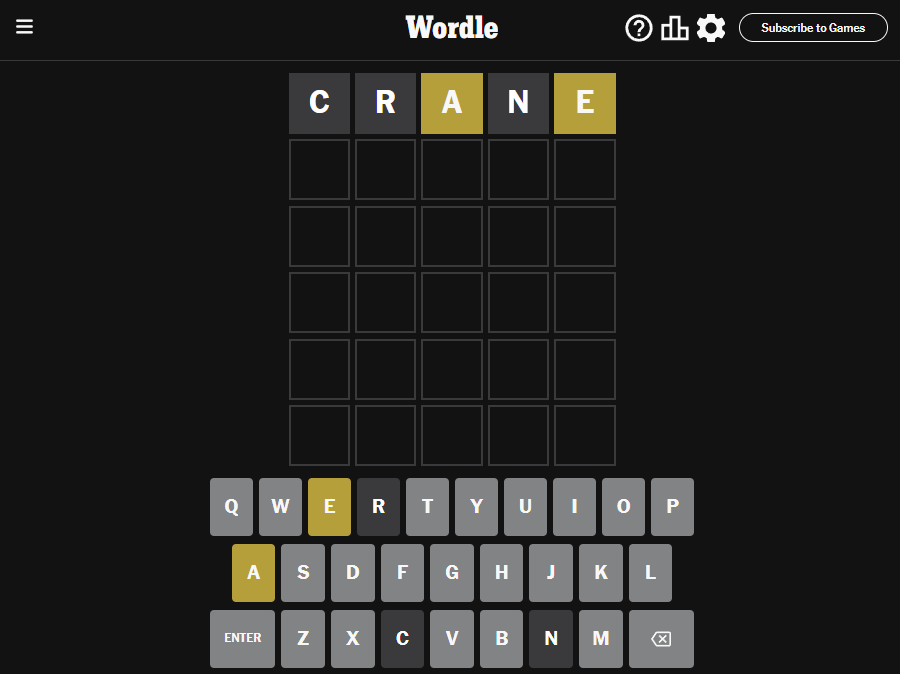 Wordle
Subscribe to Games
C R A N E
Q W E R T Y U I O P
A S D F G H J K L
ENTER Z X C V B N M